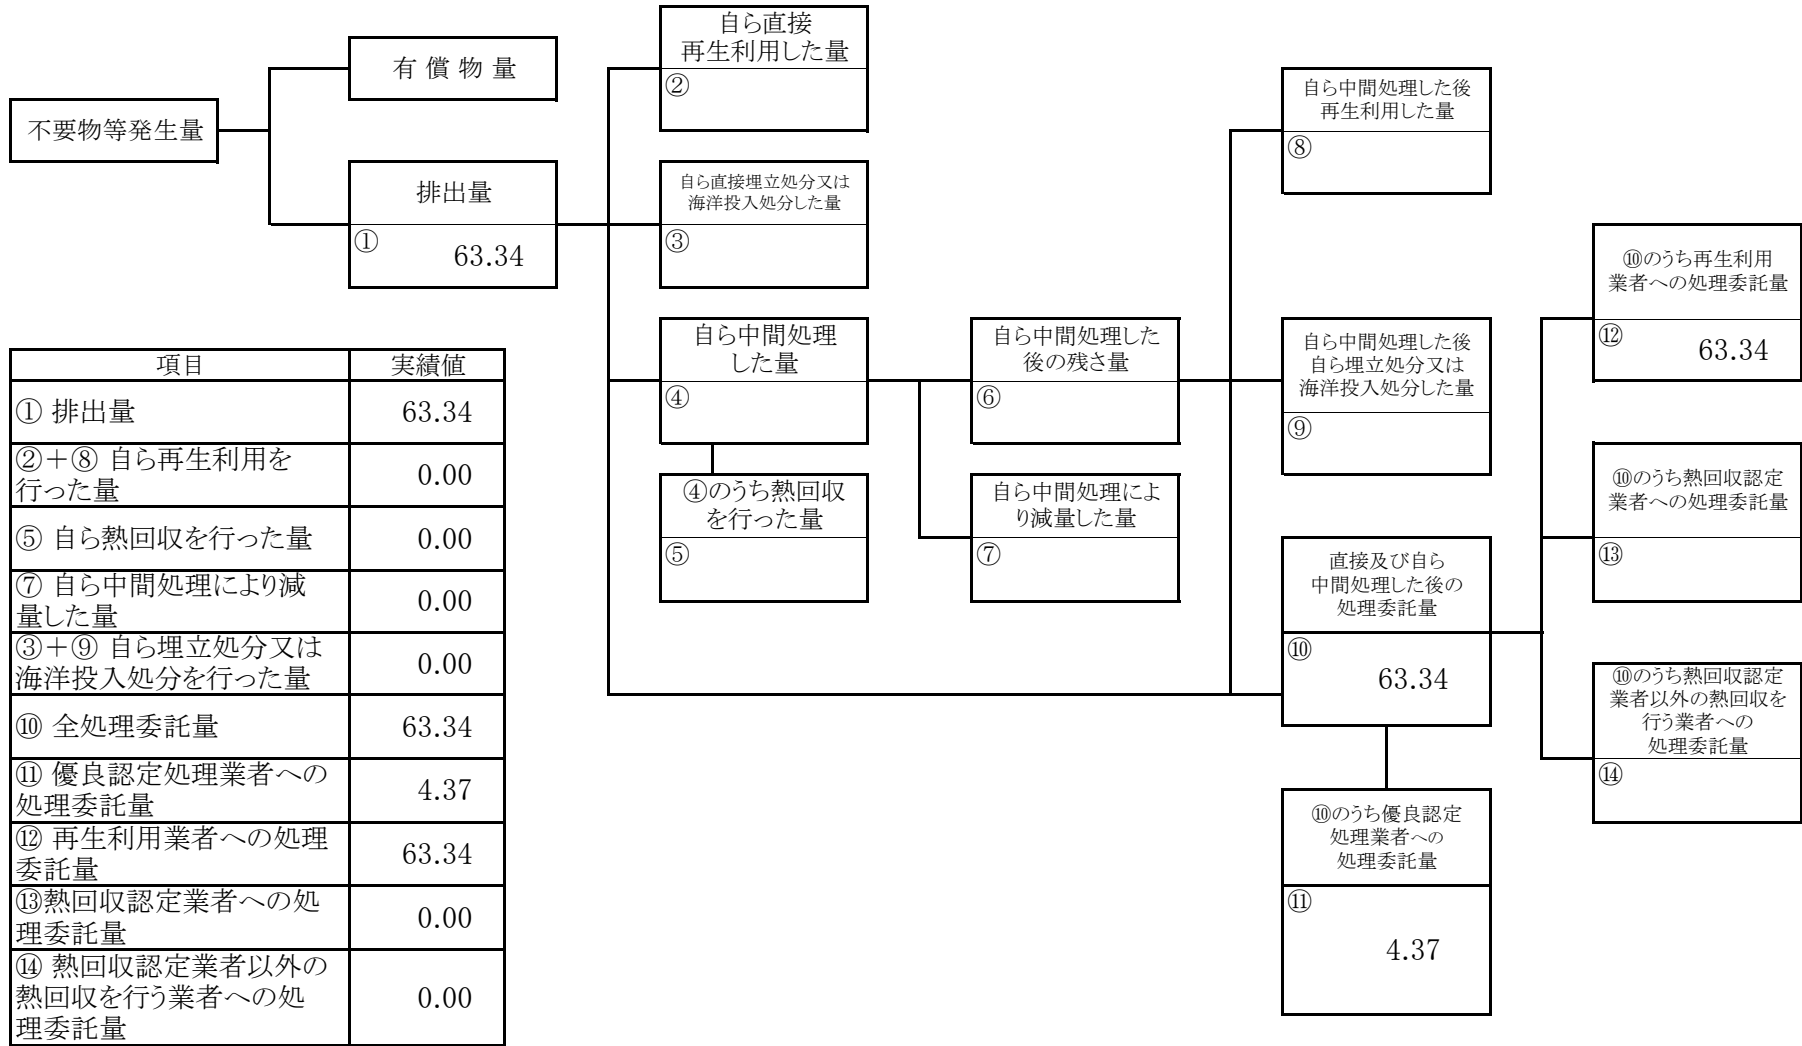 不要物等発生量
有 償 物 量
排出量
①
63.34
自ら直接
再生利用した量
②
自ら直接埋立処分又は
海洋投入処分した量
③
自ら中間処理
した量
④
④のうち熱回収
を行った量
⑤
自ら中間処理した
後の残さ量
⑥
自ら中間処理によ
り減量した量
⑦
自ら中間処理した後
再生利用した量
⑧
自ら中間処理した後
自ら埋立処分又は
海洋投入処分した量
⑨
直接及び自ら
中間処理した後の
処理委託量
⑩
63.34
⑩のうち優良認定
処理業者への
処理委託量
⑪
4.37
⑩のうち再生利用
業者への処理委託量
⑫
63.34
⑩のうち熱回収認定
業者への処理委託量
⑬
⑩のうち熱回収認定
業者以外の熱回収を
行う業者への
処理委託量
⑭
項目 実績値
① 排出量 63.34
②+⑧ 自ら再生利用を
行った量 0.00
⑤ 自ら熱回収を行った量 0.00
⑦ 自ら中間処理により減
量した量 0.00
③+⑨ 自ら埋立処分又は
海洋投入処分を行った量 0.00
⑩ 全処理委託量 63.34
⑪ 優良認定処理業者への
処理委託量 4.37
⑫ 再生利用業者への処理
委託量 63.34
⑬熱回収認定業者への処
理委託量 0.00
⑭ 熱回収認定業者以外の
熱回収を行う業者への処
理委託量 0.00